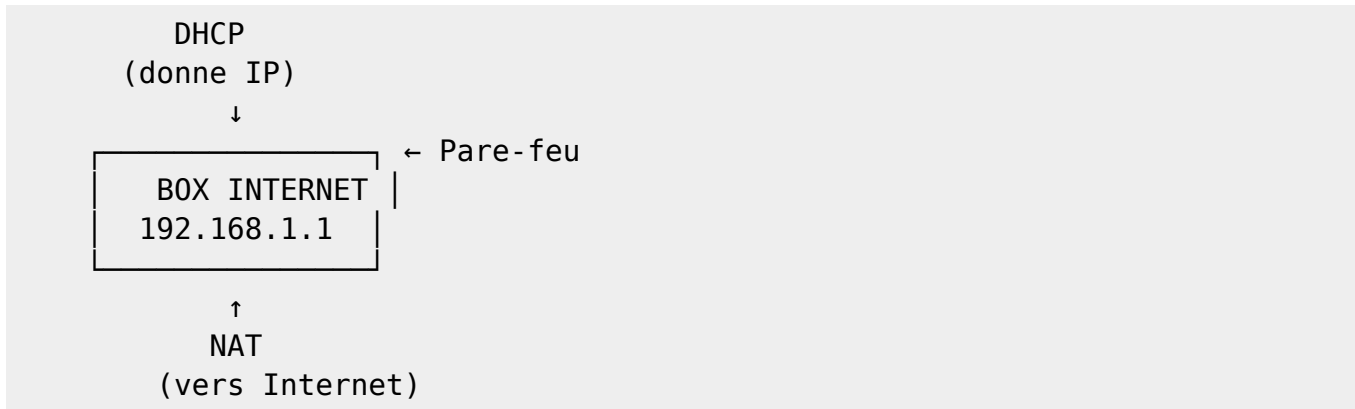 DHCP
(donne IP)
↓
← Pare-feu
BOX INTERNET
192.168.1.1
↑
NAT
(vers Internet)